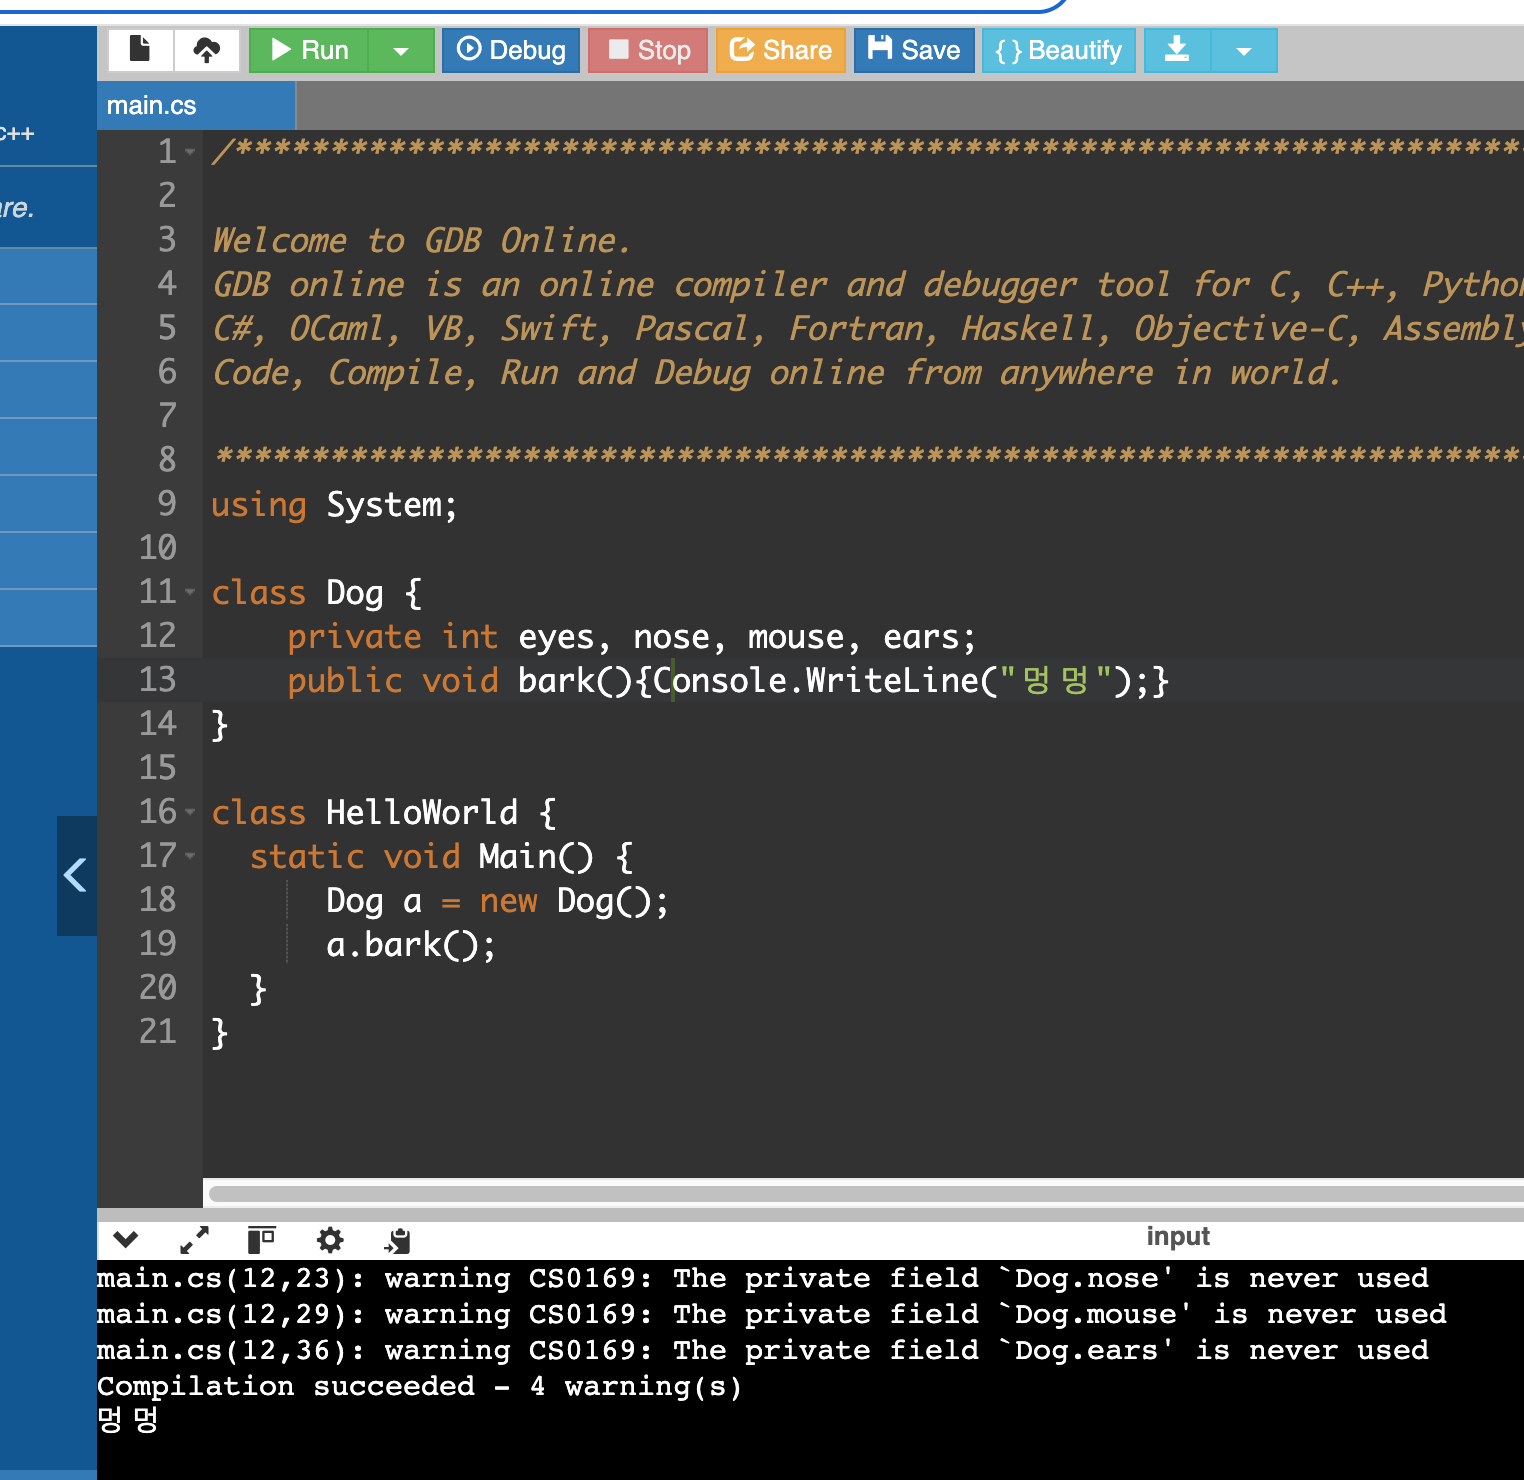 Run Debug Stop Share Save { } Beautify
main.cs
c++
are.
1 /*******************************************************************
2
3 Welcome to GDB Online.
4 GDB online is an online compiler and debugger tool for C, C++, Python
5 C#, OCaml, VB, Swift, Pascal, Fortran, Haskell, Objective-C, Assembly
6 Code, Compile, Run and Debug online from anywhere in world.
7
8 ********************************************************************
9 using System;
10
11 class Dog {
12     private int eyes, nose, mouse, ears;
13     public void bark(){Console.WriteLine("멍멍");}
14 }
15
16 class HelloWorld {
17   static void Main() {
18       Dog a = new Dog();
19       a.bark();
20   }
21 }
input
main.cs(12,23): warning CS0169: The private field `Dog.nose' is never used
main.cs(12,29): warning CS0169: The private field `Dog.mouse' is never used
main.cs(12,36): warning CS0169: The private field `Dog.ears' is never used
Compilation succeeded - 4 warning(s)
멍멍